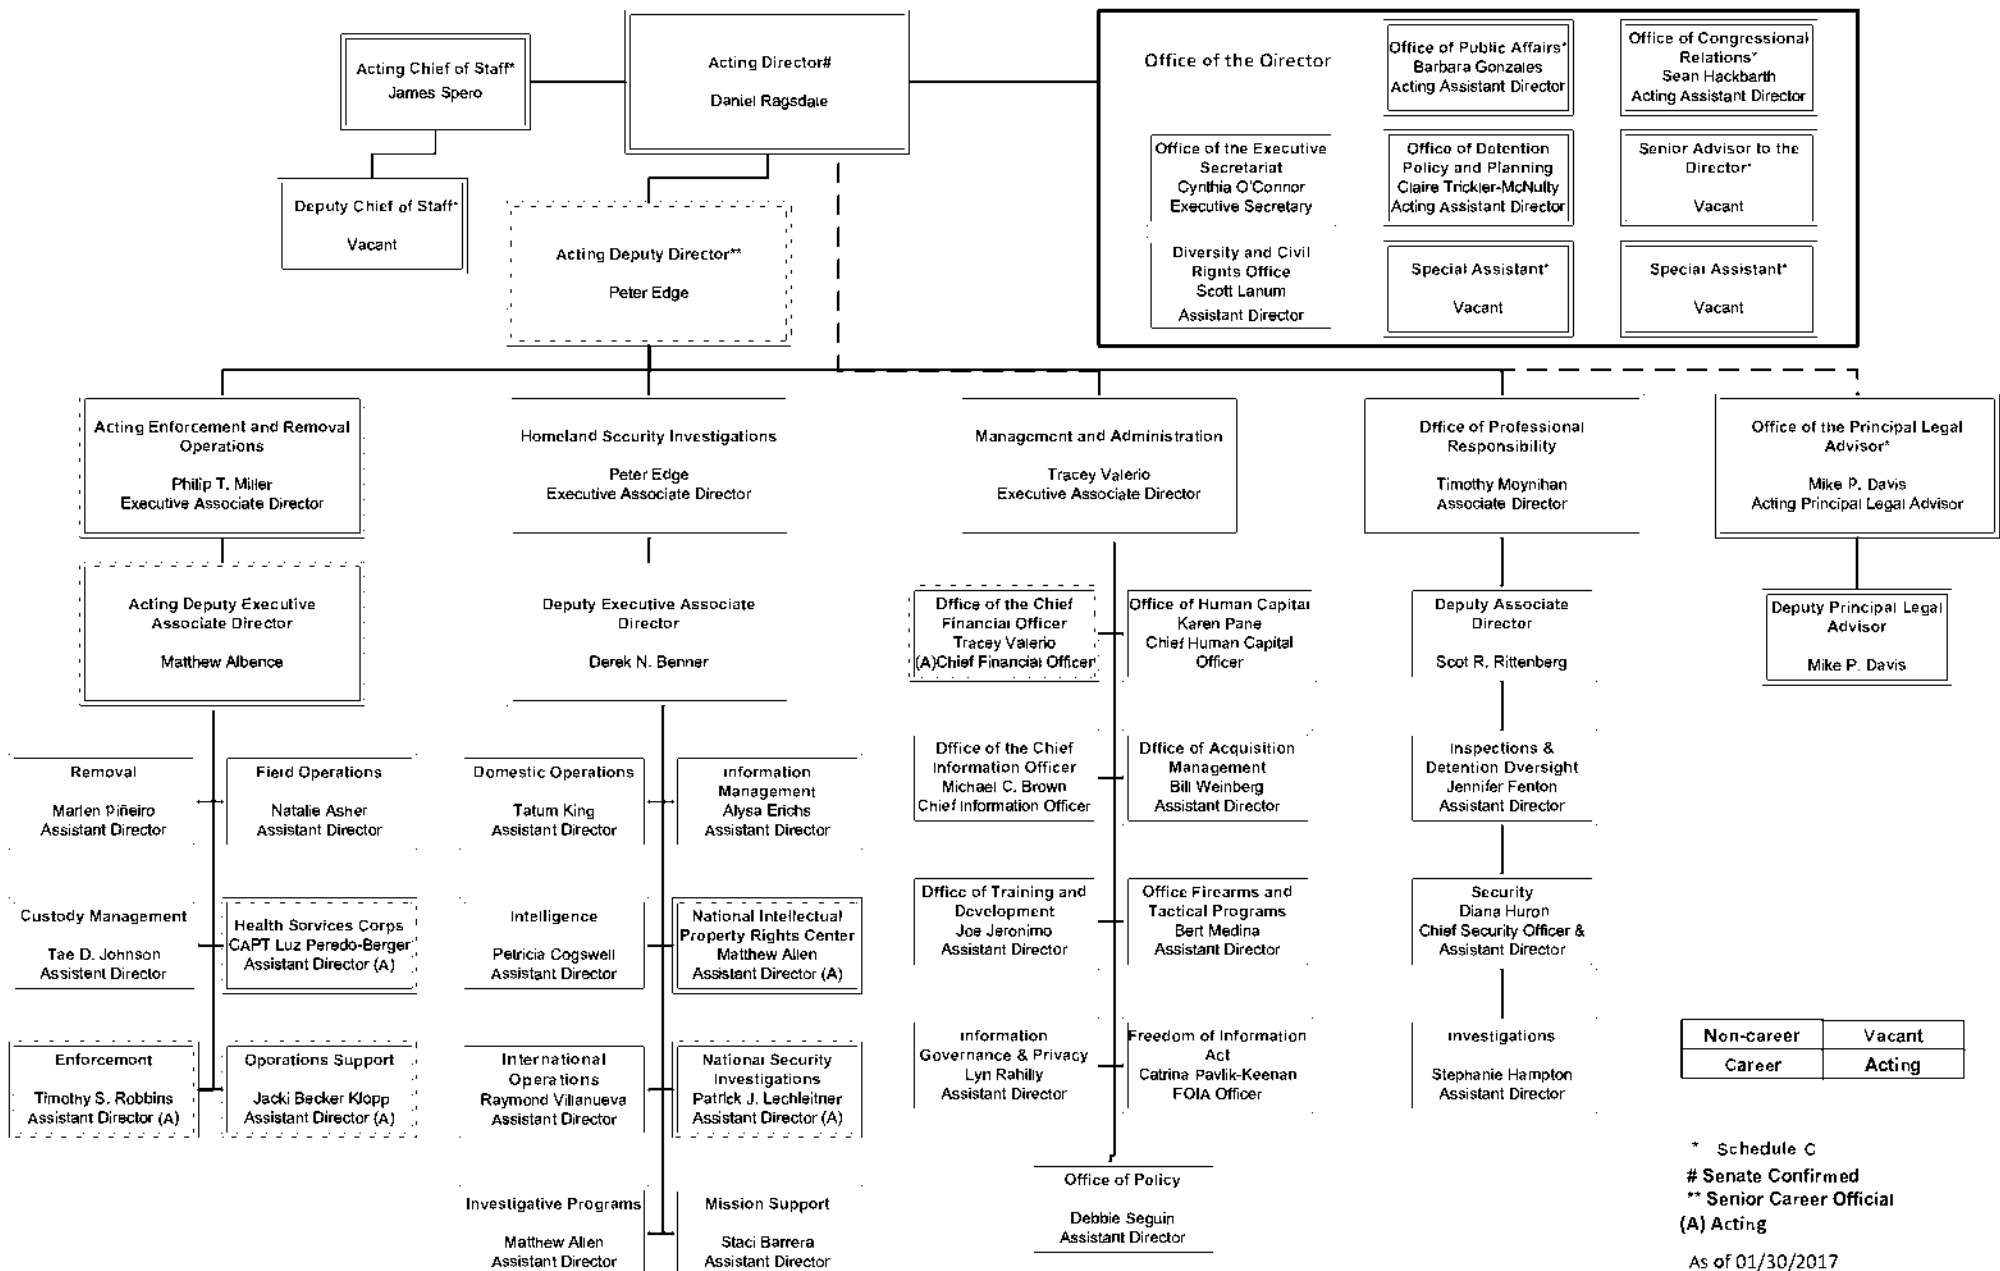 Acting Chief of Staff*
James Spero
Deputy Chief of Staff*
Vacant
Acting Director#
Daniel Ragsdale
Acting Deputy Director**
Peter Edge
Office of the Director
Office of Public Affairs*
Barbara Gonzales
Acting Assistant Director
Office of Congressional
Relations*
Sean Hackbarth
Acting Assistant Director
Office of the Executive
Secretariat
Cynthia O'Connor
Executive Secretary
Office of Detention
Policy and Planning
Claire Trickler-McNulty
Acting Assistant Director
Senior Advisor to the
Director*
Vacant
Diversity and Civil
Rights Office
Scott Lanum
Assistant Director
Special Assistant*
Vacant
Special Assistant*
Vacant
Acting Enforcement and Removal
Operations
Philip T. Miller
Executive Associate Director
Acting Deputy Executive
Associate Director
Matthew Albence
Removal
Marlen Piñeiro
Assistant Director
Field Operations
Natalie Asher
Assistant Director
Custody Management
Tae D. Johnson
Assistant Director
Health Services Corps
CAPT Luz Peredo-Berger
Assistant Director (A)
Enforcement
Timothy S. Robbins
Assistant Director (A)
Operations Support
Jacki Becker Klopp
Assistant Director (A)
Homeland Security Investigations
Peter Edge
Executive Associate Director
Deputy Executive Associate
Director
Derek N. Benner
Domestic Operations
Tatum King
Assistant Director
Information
Management
Alysa Erichs
Assistant Director
Intelligence
Patricia Cogswell
Assistant Director
National Intellectual
Property Rights Center
Matthew Allen
Assistant Director (A)
International
Operations
Raymond Villanueva
Assistant Director
National Security
Investigations
Patrick J. Lechleitner
Assistant Director (A)
Investigative Programs
Matthew Allen
Assistant Director
Mission Support
Staci Barrera
Assistant Director
Management and Administration
Tracey Valerio
Executive Associate Director
Office of the Chief
Financial Officer
Tracey Valerio
(A)Chief Financial Officer
Office of Human Capital
Karen Pane
Chief Human Capital
Officer
Office of the Chief
Information Officer
Michael C. Brown
Chief Information Officer
Office of Acquisition
Management
Bill Weinberg
Assistant Director
Office of Training and
Development
Joe Jeronimo
Assistant Director
Office Firearms and
Tactical Programs
Bert Medina
Assistant Director
Information
Governance & Privacy
Lyn Rahilly
Assistant Director
Freedom of Information
Act
Catrina Pavlik-Keenan
FOIA Officer
Office of Policy
Debbie Seguin
Assistant Director
Office of Professional
Responsibility
Timothy Moynihan
Associate Director
Deputy Associate
Director
Scot R. Rittenberg
Inspections &
Detention Oversight
Jennifer Fenton
Assistant Director
Security
Diana Huron
Chief Security Officer &
Assistant Director
Investigations
Stephanie Hampton
Assistant Director
Office of the Principal Legal
Advisor*
Mike P. Davis
Acting Principal Legal Advisor
Deputy Principal Legal
Advisor
Mike P. Davis
Non-career Vacant
Career Acting
* Schedule C
# Senate Confirmed
** Senior Career Official
(A) Acting
As of 01/30/2017